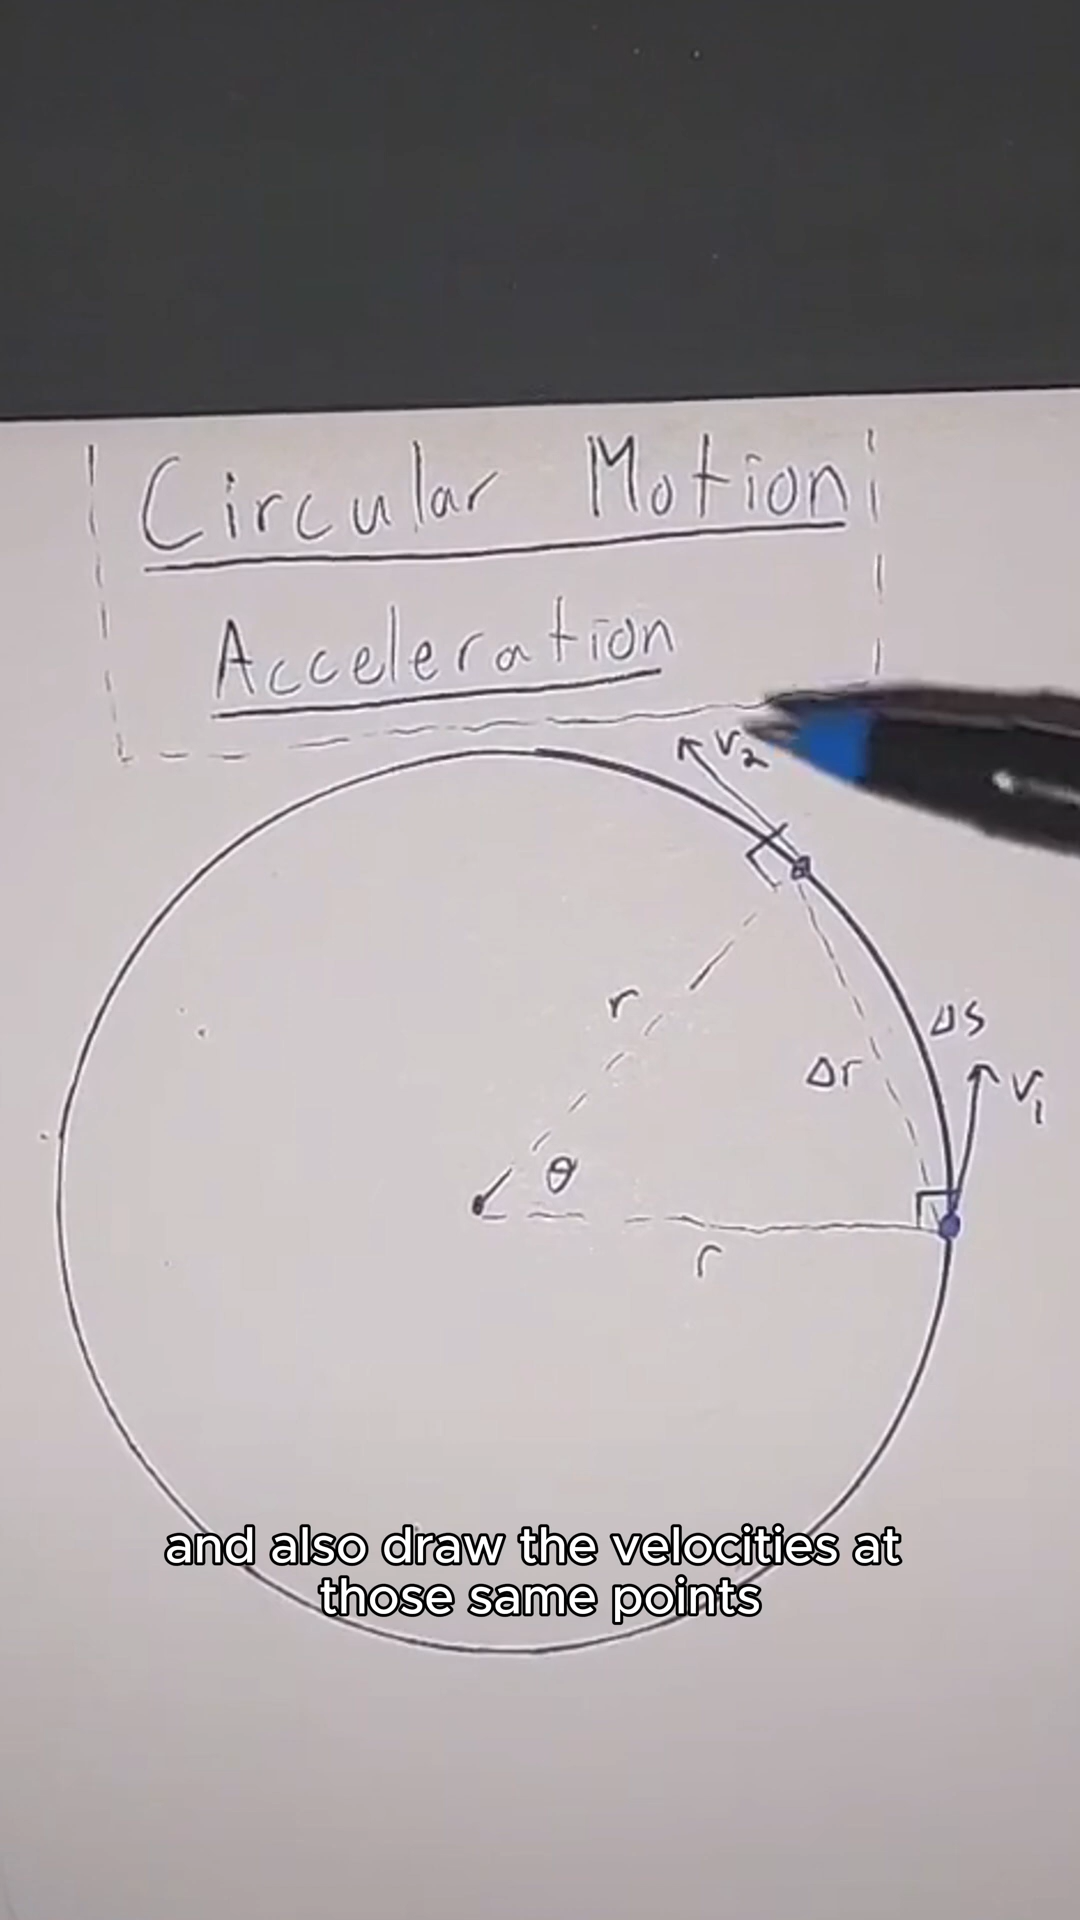 Circular Motion
Acceleration
v₂
r
Δs
Δr
v₁
θ
r
and also draw the velocities at
those same points